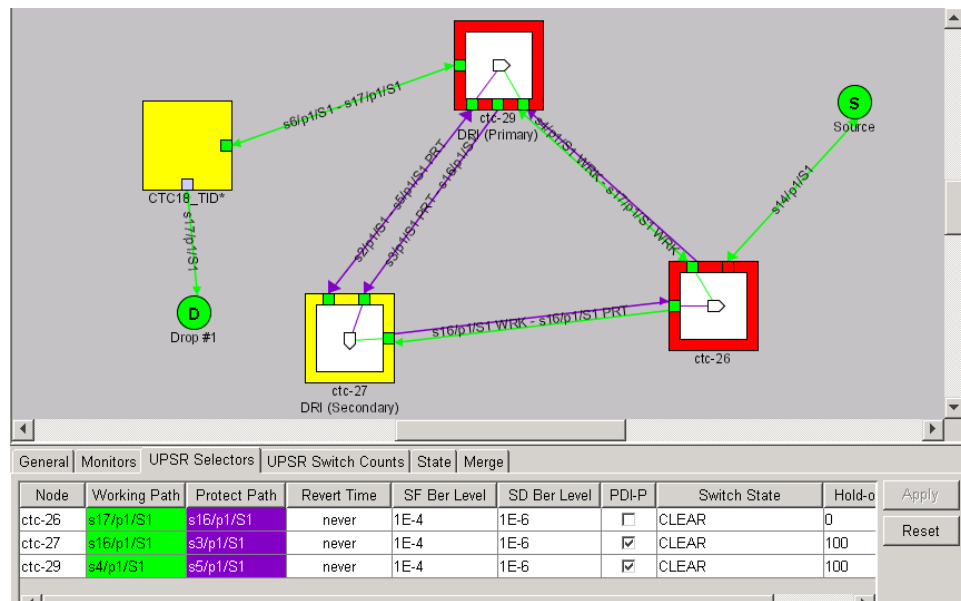 ctc-29
DRI (Primary)
s6/p1/S1 - s17/p1/S1
S
Source
CTC18_TID*
s2/p1/S1 - s5/p1/S1 PRT
s3/p1/S1 PRT - s16/p1/S1
s4/p1/S1 WRK - s17/p1/S1 WRK
s14/p1/S1
s17/p1/S1
D
Drop #1
s16/p1/S1 WRK - s16/p1/S1 PRT
ctc-26
ctc-27
DRI (Secondary)
General Monitors UPSR Selectors UPSR Switch Counts State Merge
Node Working Path Protect Path Revert Time SF Ber Level SD Ber Level PDI-P Switch State Hold-o
ctc-26 s17/p1/S1 s16/p1/S1 never 1E-4 1E-6 CLEAR 0
ctc-27 s16/p1/S1 s3/p1/S1 never 1E-4 1E-6 CLEAR 100
ctc-29 s4/p1/S1 s5/p1/S1 never 1E-4 1E-6 CLEAR 100
Apply
Reset